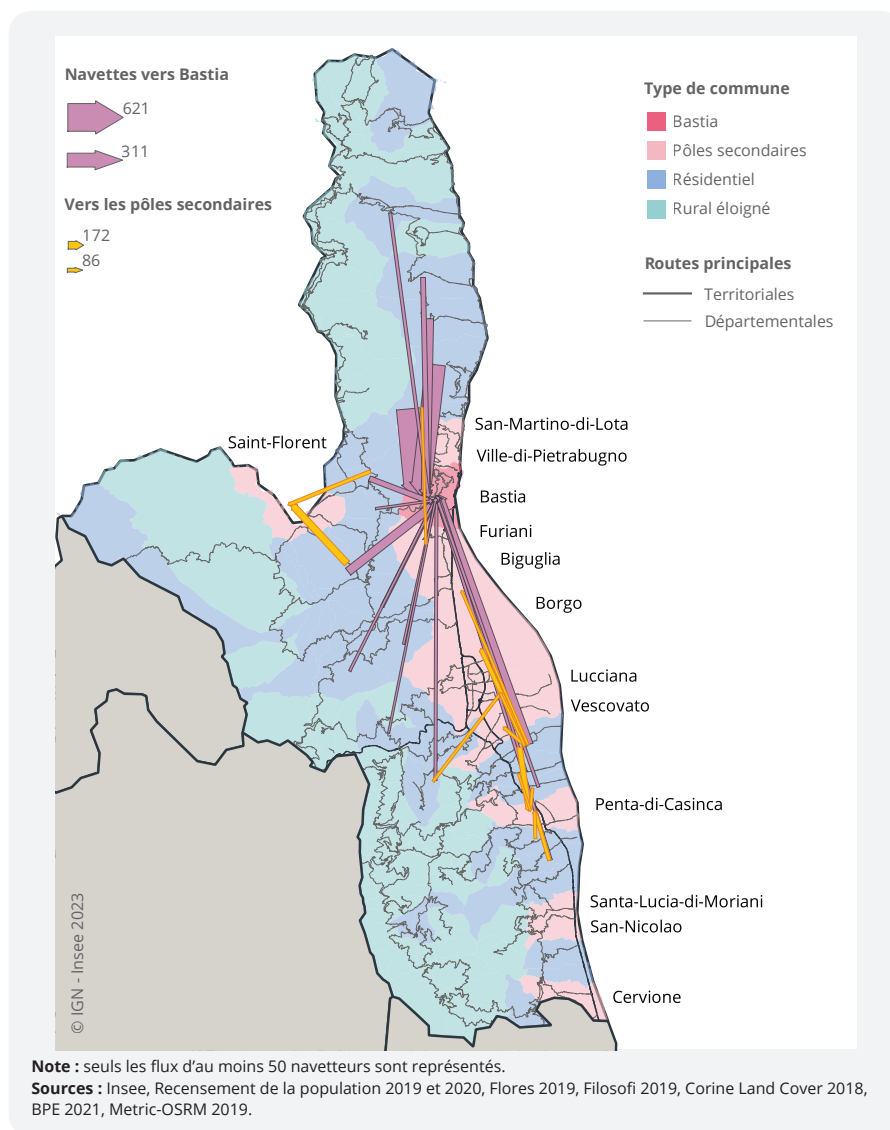 Navettes vers Bastia
621
311
Vers les pôles secondaires
172
86
Type de commune
Bastia
Pôles secondaires
Résidentiel
Rural éloigné
Routes principales
Territoriales
Départementales
Saint-Florent
San-Martino-di-Lota
Ville-di-Pietrabugno
Bastia
Furiani
Biguglia
Borgo
Lucciana
Vescovato
Penta-di-Casinca
Santa-Lucia-di-Moriani
San-Nicolao
Cervione
© IGN - Insee 2023
Note : seuls les flux d’au moins 50 navetteurs sont représentés.
Sources : Insee, Recensement de la population 2019 et 2020, Flores 2019, Filosofi 2019, Corine Land Cover 2018,
BPE 2021, Metric-OSRM 2019.